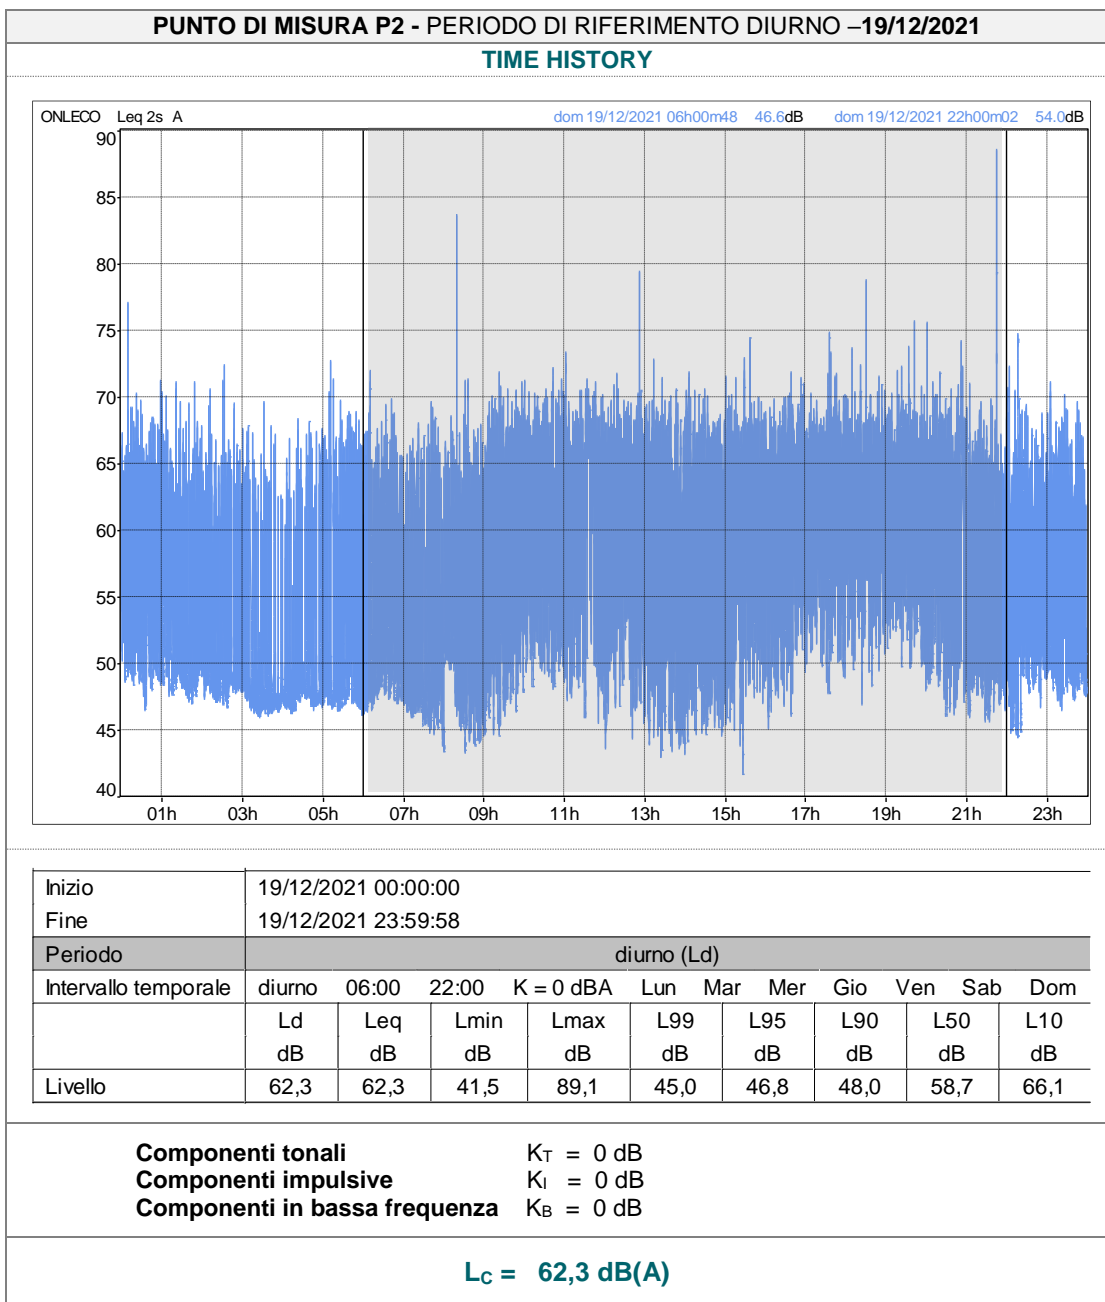 PUNTO DI MISURA P2 - PERIODO DI RIFERIMENTO DIURNO –19/12/2021
TIME HISTORY
ONLECO Leq 2s A dom 19/12/2021 06h00m48 46.6dB dom 19/12/2021 22h00m02 54.0dB
90
85
80
75
70
65
60
55
50
45
40
01h 03h 05h 07h 09h 11h 13h 15h 17h 19h 21h 23h
Inizio 19/12/2021 00:00:00
Fine 19/12/2021 23:59:58
Periodo diurno (Ld)
Intervallo temporale diurno 06:00 22:00 K = 0 dBA Lun Mar Mer Gio Ven Sab Dom
Ld Leq Lmin Lmax L99 L95 L90 L50 L10
dB dB dB dB dB dB dB dB dB
Livello 62,3 62,3 41,5 89,1 45,0 46,8 48,0 58,7 66,1
Componenti tonali KT = 0 dB
Componenti impulsive KI = 0 dB
Componenti in bassa frequenza KB = 0 dB
LC = 62,3 dB(A)